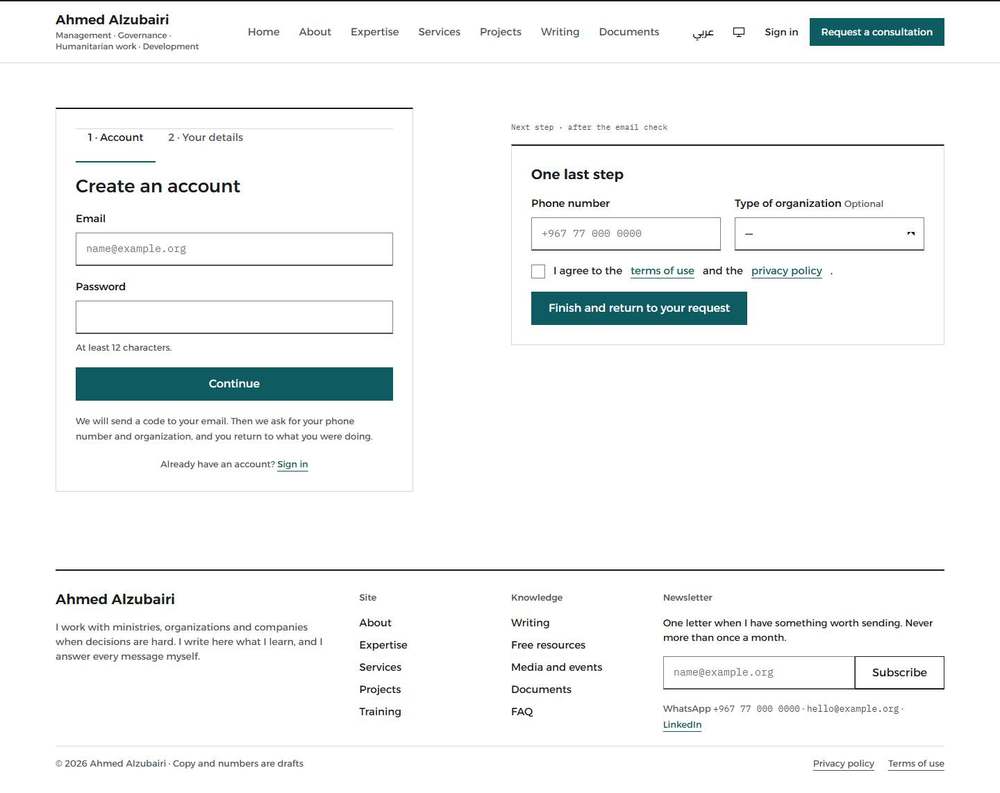 Ahmed Alzubairi
Management · Governance ·
Humanitarian work · Development
Home About Expertise Services Projects Writing Documents عربي Sign in Request a consultation
1 · Account 2 · Your details
Create an account
Email
name@example.org
Password
At least 12 characters.
Continue
We will send a code to your email. Then we ask for your phone
number and organization, and you return to what you were doing.
Already have an account? Sign in
Next step · after the email check
One last step
Phone number Type of organization Optional
+967 77 000 0000 —
I agree to the terms of use and the privacy policy .
Finish and return to your request
Ahmed Alzubairi
I work with ministries, organizations and companies
when decisions are hard. I write here what I learn, and I
answer every message myself.
Site
About
Expertise
Services
Projects
Training
Knowledge
Writing
Free resources
Media and events
Documents
FAQ
Newsletter
One letter when I have something worth sending. Never
more than once a month.
name@example.org Subscribe
WhatsApp +967 77 000 0000 · hello@example.org ·
LinkedIn
© 2026 Ahmed Alzubairi · Copy and numbers are drafts
Privacy policy Terms of use